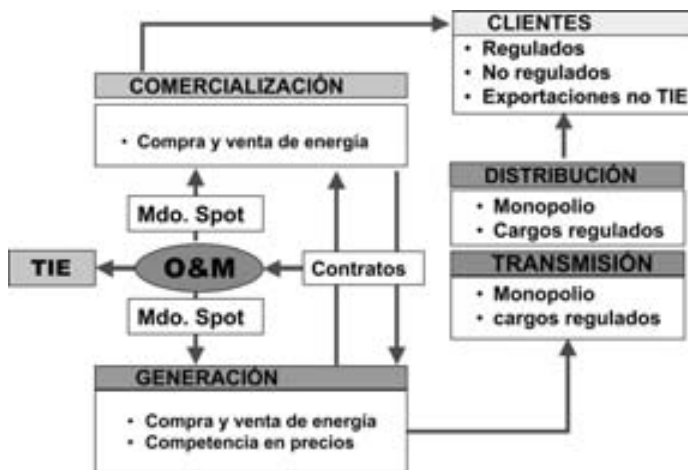 CLIENTES
• Regulados
• No regulados
• Exportaciones no TIE
COMERCIALIZACIÓN
• Compra y venta de energía
DISTRIBUCIÓN
• Monopolio
• Cargos regulados
TRANSMISIÓN
• Monopolio
• cargos regulados
Mdo. Spot
TIE
O&M
Contratos
Mdo. Spot
GENERACIÓN
• Compra y venta de energía
• Competencia en precios